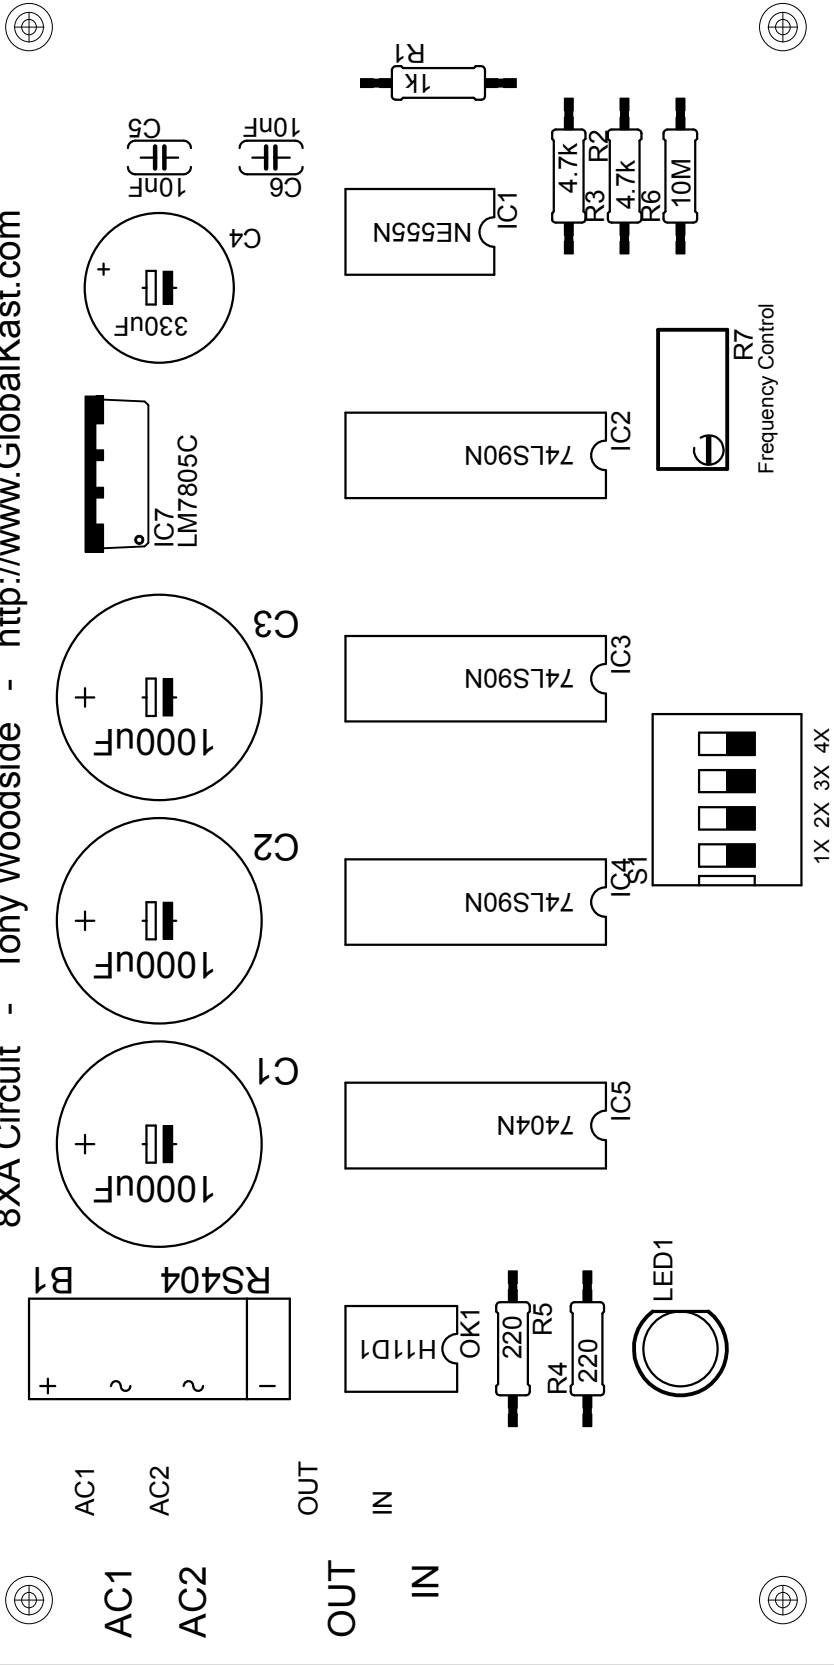 8XA Circuit - Tony Woodside - http://www.GlobalKast.com
R1
1k
C5
10nF
10nF
C6
C4
+
330uF
NE555N
IC1
4.7k
R2
R3
4.7k
R6
10M
IC7
LM7805C
74LS90N
IC2
R7
Frequency Control
C3
+
1000uF
74LS90N
IC3
C2
+
1000uF
74LS90N
IC4
S1
1X 2X 3X 4X
C1
+
1000uF
7404N
IC5
B1
RS404
+ ~ ~ -
H11D1
OK1
220
R5
R4
220
LED1
AC1
AC2
OUT
IN
AC1
AC2
OUT
IN